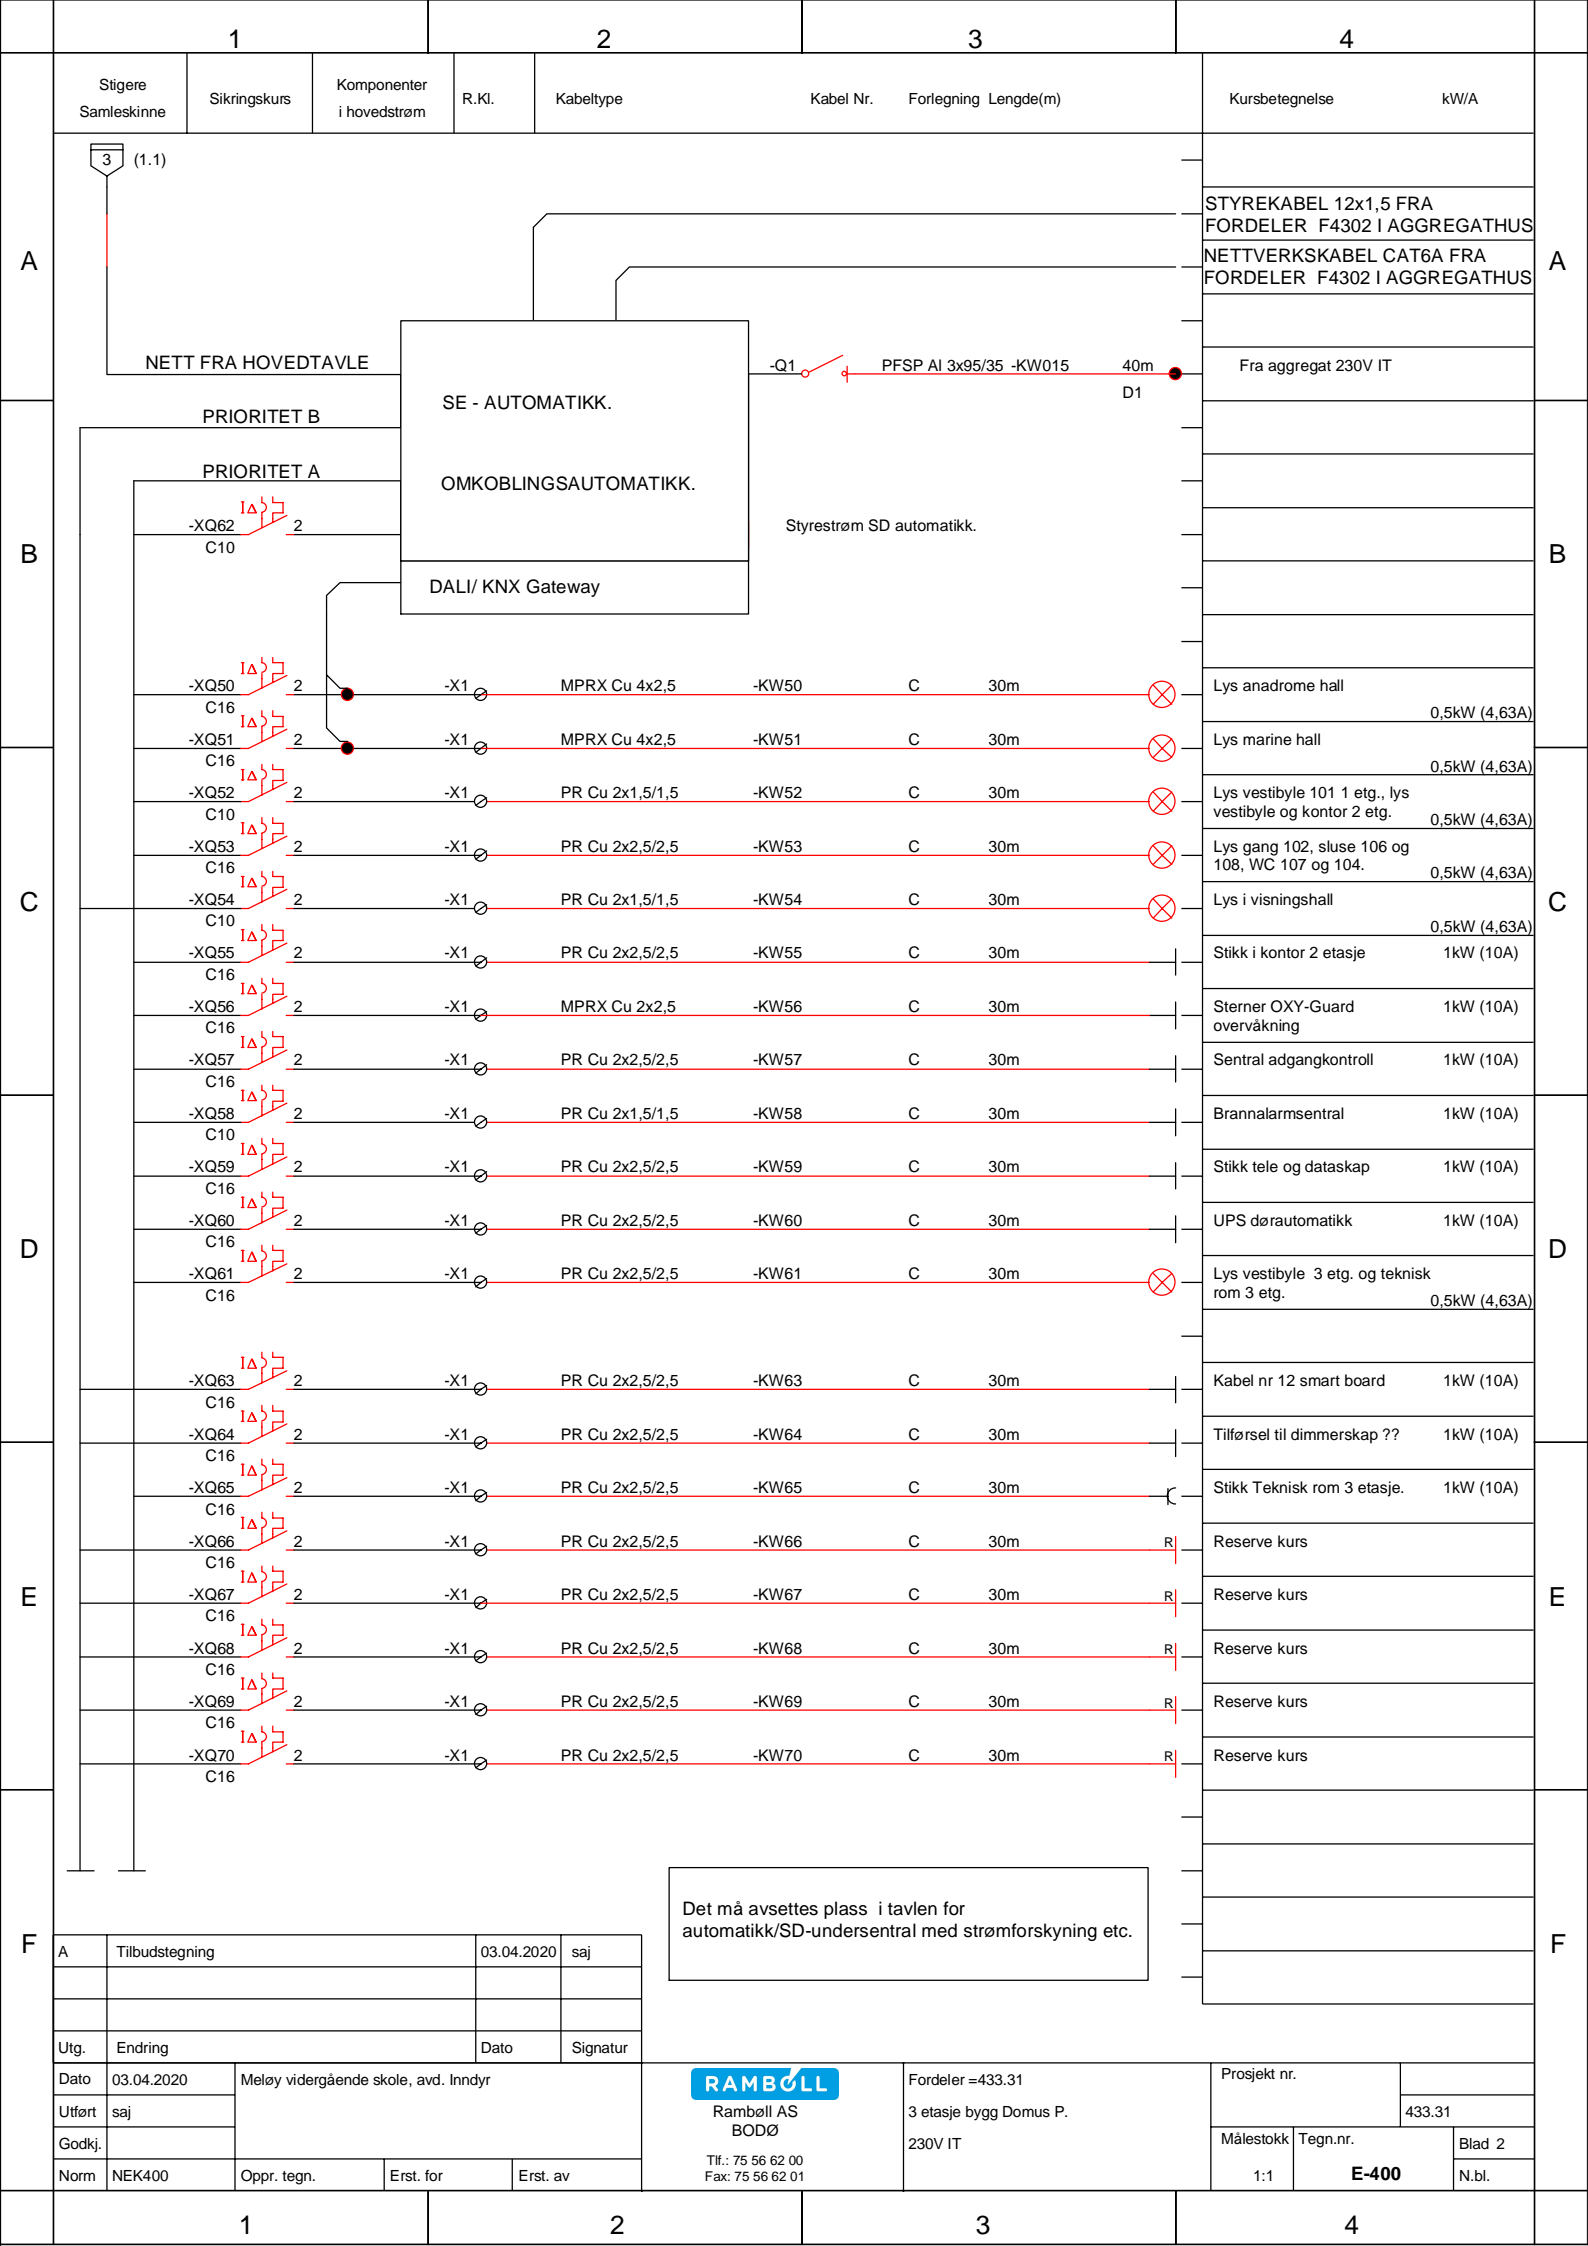 1 2 3 4
Stigere
Samleskinne
Sikringskurs
Komponenter
i hovedstrøm
R.Kl.
Kabeltype
Kabel Nr.
Forlegning
Lengde(m)
Kursbetegnelse
kW/A
3 (1.1)
STYREKABEL 12x1,5 FRA
FORDELER F4302 I AGGREGATHUS
A A
NETTVERKSKABEL CAT6A FRA
FORDELER F4302 I AGGREGATHUS
NETT FRA HOVEDTAVLE
-Q1 PFSP Al 3x95/35 -KW015 40m Fra aggregat 230V IT
D1
SE - AUTOMATIKK.
PRIORITET B
PRIORITET A
OMKOBLINGSAUTOMATIKK.
I∆
-XQ62 2
C10
Styrestrøm SD automatikk.
B B
DALI/ KNX Gateway
I∆
-XQ50 2 -X1 MPRX Cu 4x2,5 -KW50 C 30m Lys anadrome hall
C16 0,5kW (4,63A)
I∆
-XQ51 2 -X1 MPRX Cu 4x2,5 -KW51 C 30m Lys marine hall
C16 0,5kW (4,63A)
I∆
-XQ52 2 -X1 PR Cu 2x1,5/1,5 -KW52 C 30m Lys vestibyle 101 1 etg., lys
vestibyle og kontor 2 etg.
C10 0,5kW (4,63A)
I∆
-XQ53 2 -X1 PR Cu 2x2,5/2,5 -KW53 C 30m Lys gang 102, sluse 106 og
108, WC 107 og 104.
C16 0,5kW (4,63A)
I∆
C C
-XQ54 2 -X1 PR Cu 2x1,5/1,5 -KW54 C 30m Lys i visningshall
C10 0,5kW (4,63A)
I∆
-XQ55 2 -X1 PR Cu 2x2,5/2,5 -KW55 C 30m Stikk i kontor 2 etasje 1kW (10A)
C16
I∆
-XQ56 2 -X1 MPRX Cu 2x2,5 -KW56 C 30m Sterner OXY-Guard 1kW (10A)
overvåkning
C16
I∆
-XQ57 2 -X1 PR Cu 2x2,5/2,5 -KW57 C 30m Sentral adgangkontroll 1kW (10A)
C16
I∆
-XQ58 2 -X1 PR Cu 2x1,5/1,5 -KW58 C 30m Brannalarmsentral 1kW (10A)
C10
I∆
-XQ59 2 -X1 PR Cu 2x2,5/2,5 -KW59 C 30m Stikk tele og dataskap 1kW (10A)
C16
I∆
-XQ60 2 -X1 PR Cu 2x2,5/2,5 -KW60 C 30m UPS dørautomatikk 1kW (10A)
C16
D D
I∆
-XQ61 2 -X1 PR Cu 2x2,5/2,5 -KW61 C 30m Lys vestibyle 3 etg. og teknisk
rom 3 etg.
C16 0,5kW (4,63A)
I∆
-XQ63 2 -X1 PR Cu 2x2,5/2,5 -KW63 C 30m Kabel nr 12 smart board 1kW (10A)
C16
I∆
-XQ64 2 -X1 PR Cu 2x2,5/2,5 -KW64 C 30m Tilførsel til dimmerskap ?? 1kW (10A)
C16
I∆
-XQ65 2 -X1 PR Cu 2x2,5/2,5 -KW65 C 30m Stikk Teknisk rom 3 etasje. 1kW (10A)
C16
I∆
-XQ66 2 -X1 PR Cu 2x2,5/2,5 -KW66 C 30m R Reserve kurs
C16
I∆
E E
-XQ67 2 -X1 PR Cu 2x2,5/2,5 -KW67 C 30m R Reserve kurs
C16
I∆
-XQ68 2 -X1 PR Cu 2x2,5/2,5 -KW68 C 30m R Reserve kurs
C16
I∆
-XQ69 2 -X1 PR Cu 2x2,5/2,5 -KW69 C 30m R Reserve kurs
C16
I∆
-XQ70 2 -X1 PR Cu 2x2,5/2,5 -KW70 C 30m R Reserve kurs
C16
Det må avsettes plass i tavlen for
automatikk/SD-undersentral med strømforskyning etc.
F F
A Tilbudstegning 03.04.2020 saj
Utg. Endring Dato Signatur
Dato 03.04.2020 Meløy vidergående skole, avd. Inndyr
Utført saj
Godkj.
Norm NEK400 Oppr. tegn. Erst. for Erst. av
RAMBOLL
Rambøll AS
BODØ
Tlf.: 75 56 62 00
Fax: 75 56 62 01
Fordeler =433.31
3 etasje bygg Domus P.
230V IT
Prosjekt nr.
433.31
Målestokk Tegn.nr. Blad 2
1:1 E-400 N.bl.
1 2 3 4